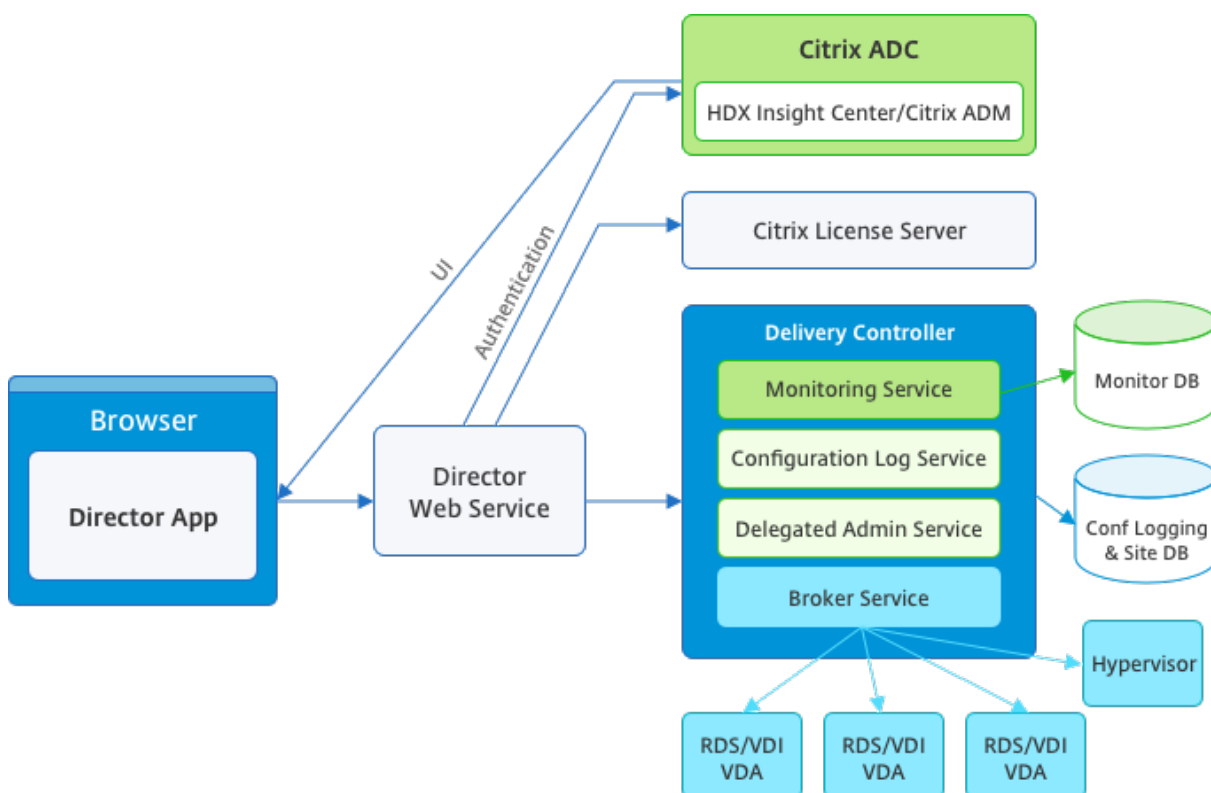 Citrix ADC
HDX Insight Center/Citrix ADM
UI
Authentication
Citrix License Server
Delivery Controller
Monitoring Service
Configuration Log Service
Delegated Admin Service
Broker Service
Monitor DB
Conf Logging
& Site DB
Browser
Director App
Director
Web Service
Hypervisor
RDS/VDI
VDA
RDS/VDI
VDA
RDS/VDI
VDA